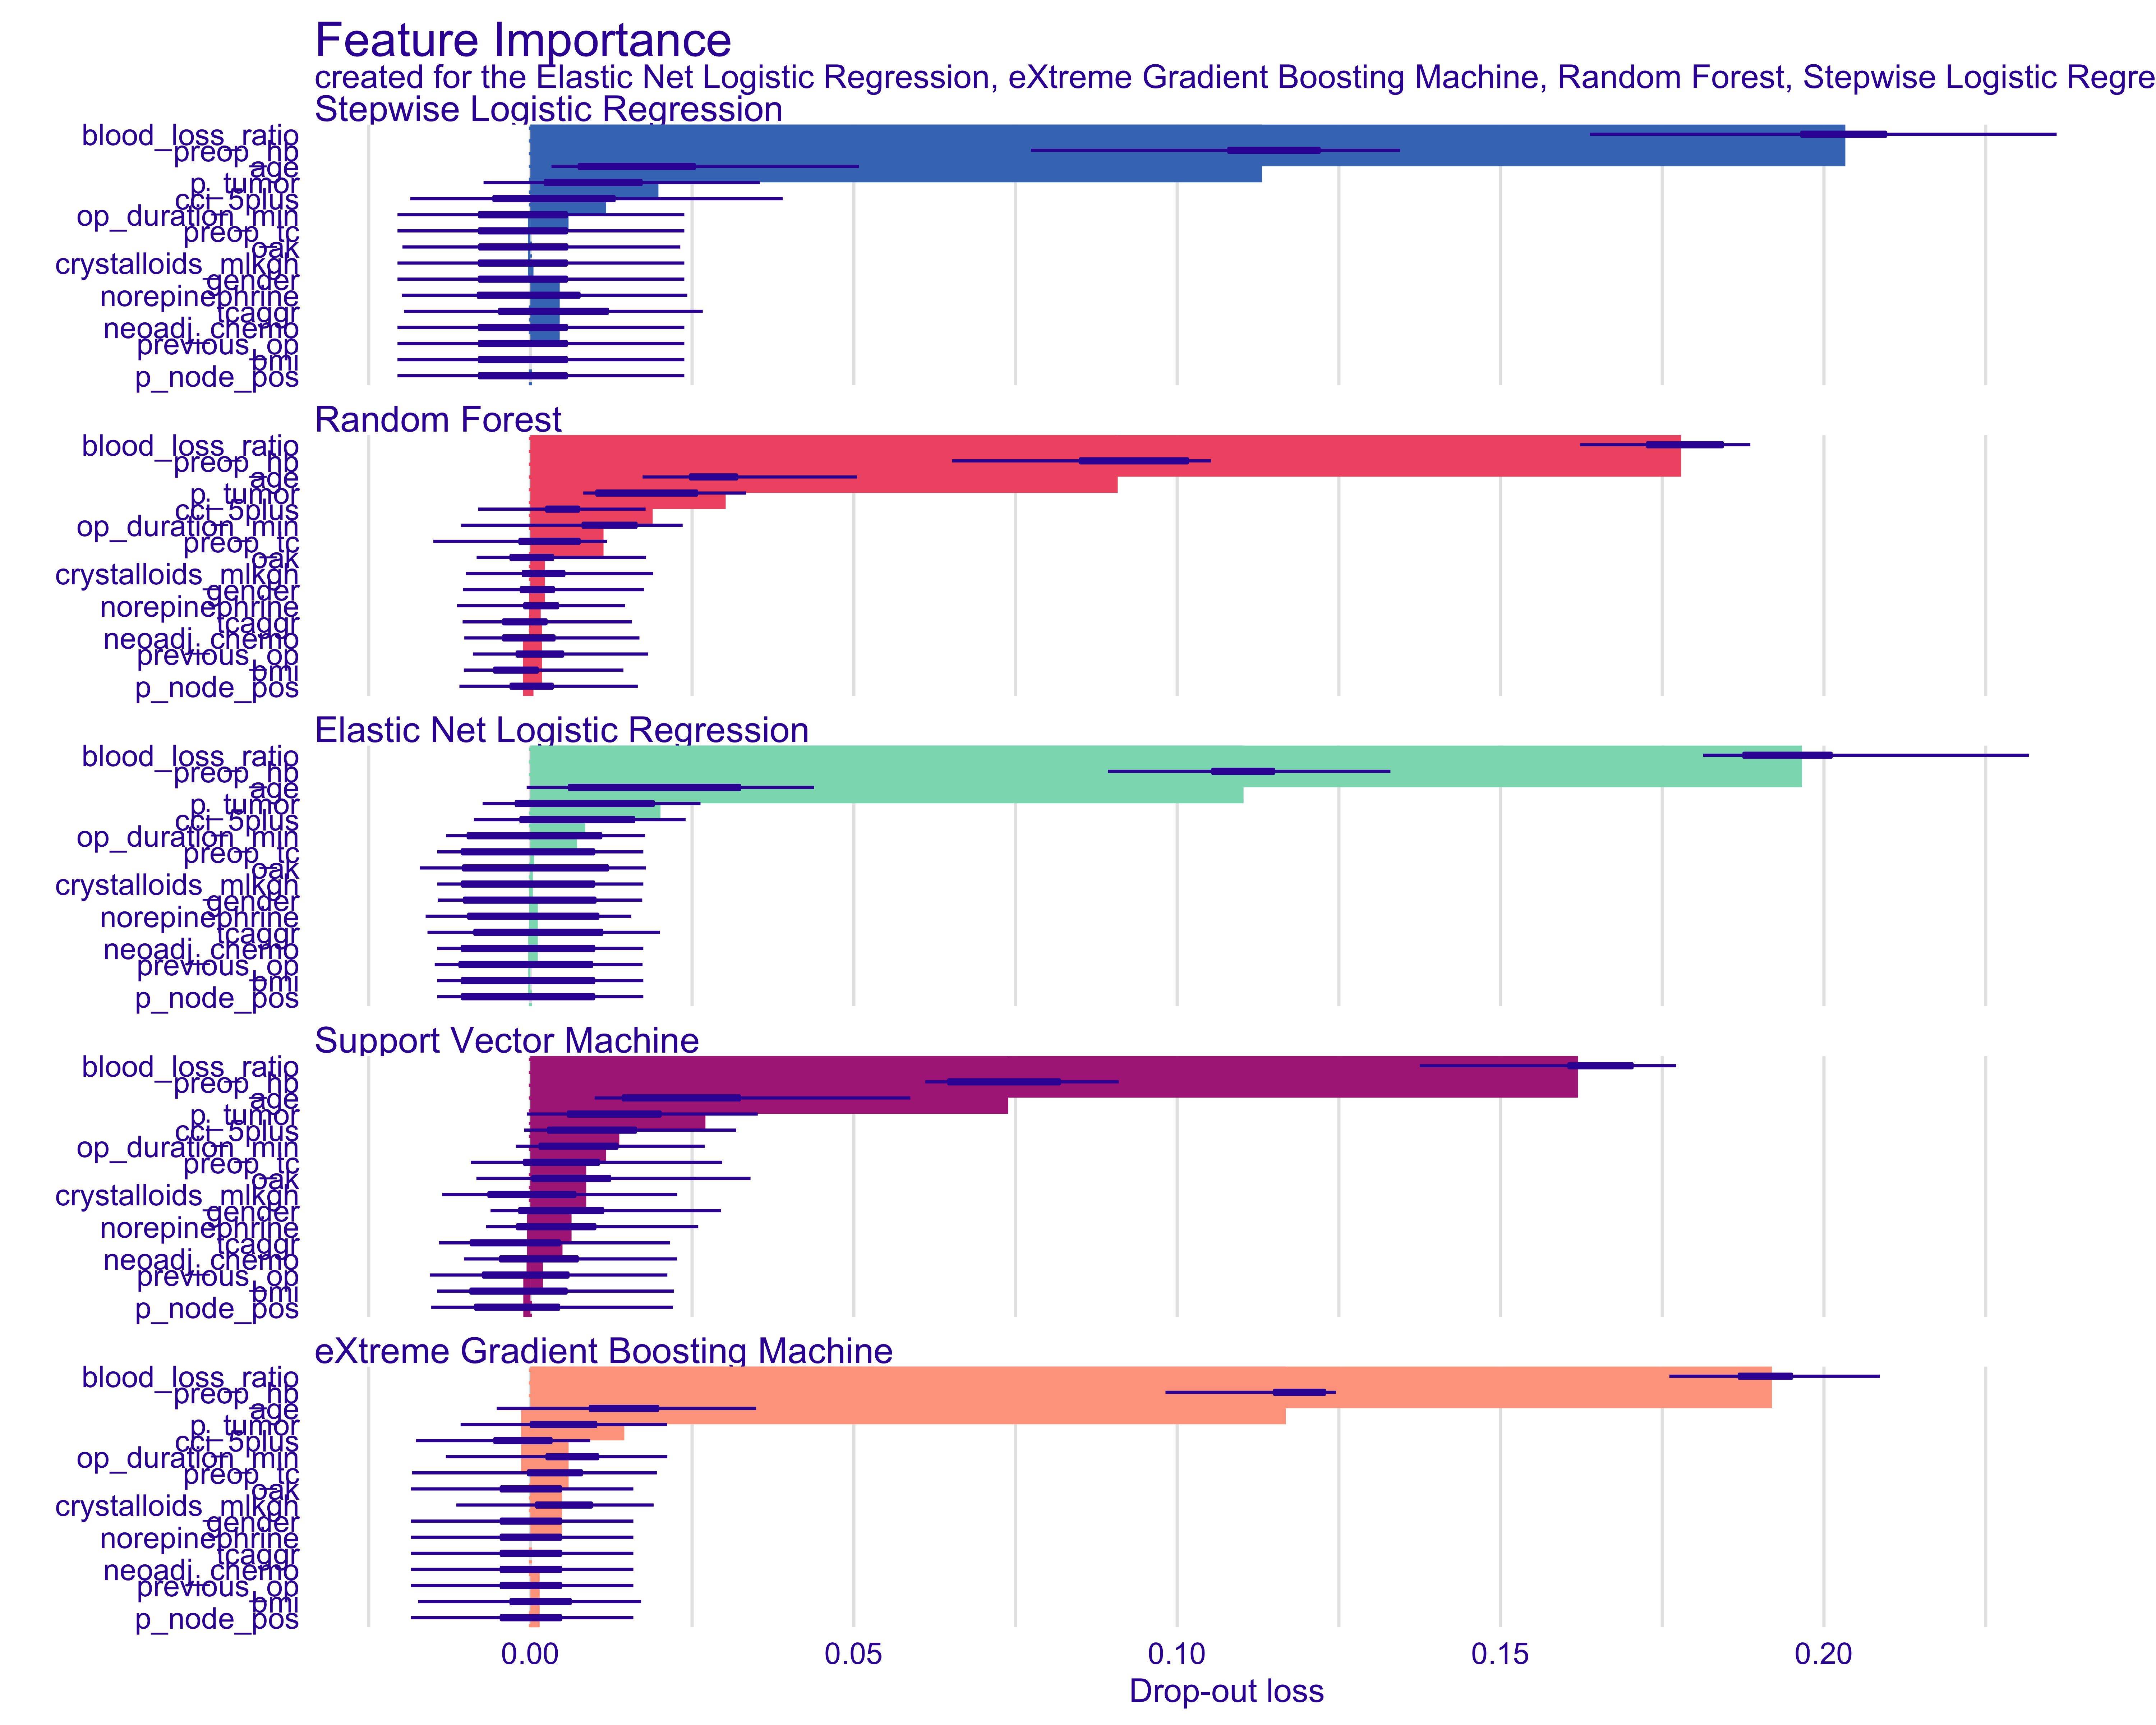 Feature Importance
created for the Elastic Net Logistic Regression, eXtreme Gradient Boosting Machine, Random Forest, Stepwise Logistic Regre
Stepwise Logistic Regression
blood_loss_ratio
preop_hb
age
p_tumor
cci_5plus
op_duration_min
preop_tc
oak
crystalloids_mlkgh
gender
norepinephrine
tcaggr
neoadj_chemo
previous_op
bmi
p_node_pos
Random Forest
blood_loss_ratio
preop_hb
age
p_tumor
cci_5plus
op_duration_min
preop_tc
oak
crystalloids_mlkgh
gender
norepinephrine
tcaggr
neoadj_chemo
previous_op
bmi
p_node_pos
Elastic Net Logistic Regression
blood_loss_ratio
preop_hb
age
p_tumor
cci_5plus
op_duration_min
preop_tc
oak
crystalloids_mlkgh
gender
norepinephrine
tcaggr
neoadj_chemo
previous_op
bmi
p_node_pos
Support Vector Machine
blood_loss_ratio
preop_hb
age
p_tumor
cci_5plus
op_duration_min
preop_tc
oak
crystalloids_mlkgh
gender
norepinephrine
tcaggr
neoadj_chemo
previous_op
bmi
p_node_pos
eXtreme Gradient Boosting Machine
blood_loss_ratio
preop_hb
age
p_tumor
cci_5plus
op_duration_min
preop_tc
oak
crystalloids_mlkgh
gender
norepinephrine
tcaggr
neoadj_chemo
previous_op
bmi
p_node_pos
0.00 0.05 0.10 0.15 0.20
Drop-out loss